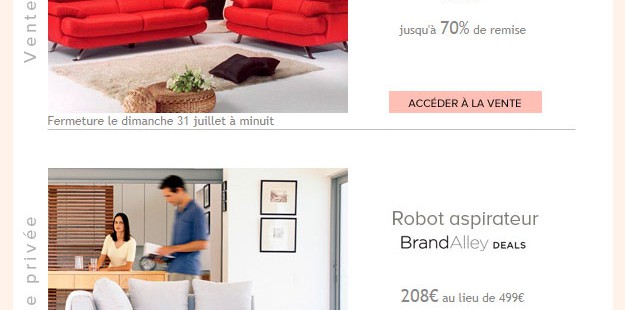 Vente
jusqu'à 70% de remise
ACCÉDER À LA VENTE
Fermeture le dimanche 31 juillet à minuit
e privée
Robot aspirateur
BrandAlley DEALS
208€ au lieu de 499€